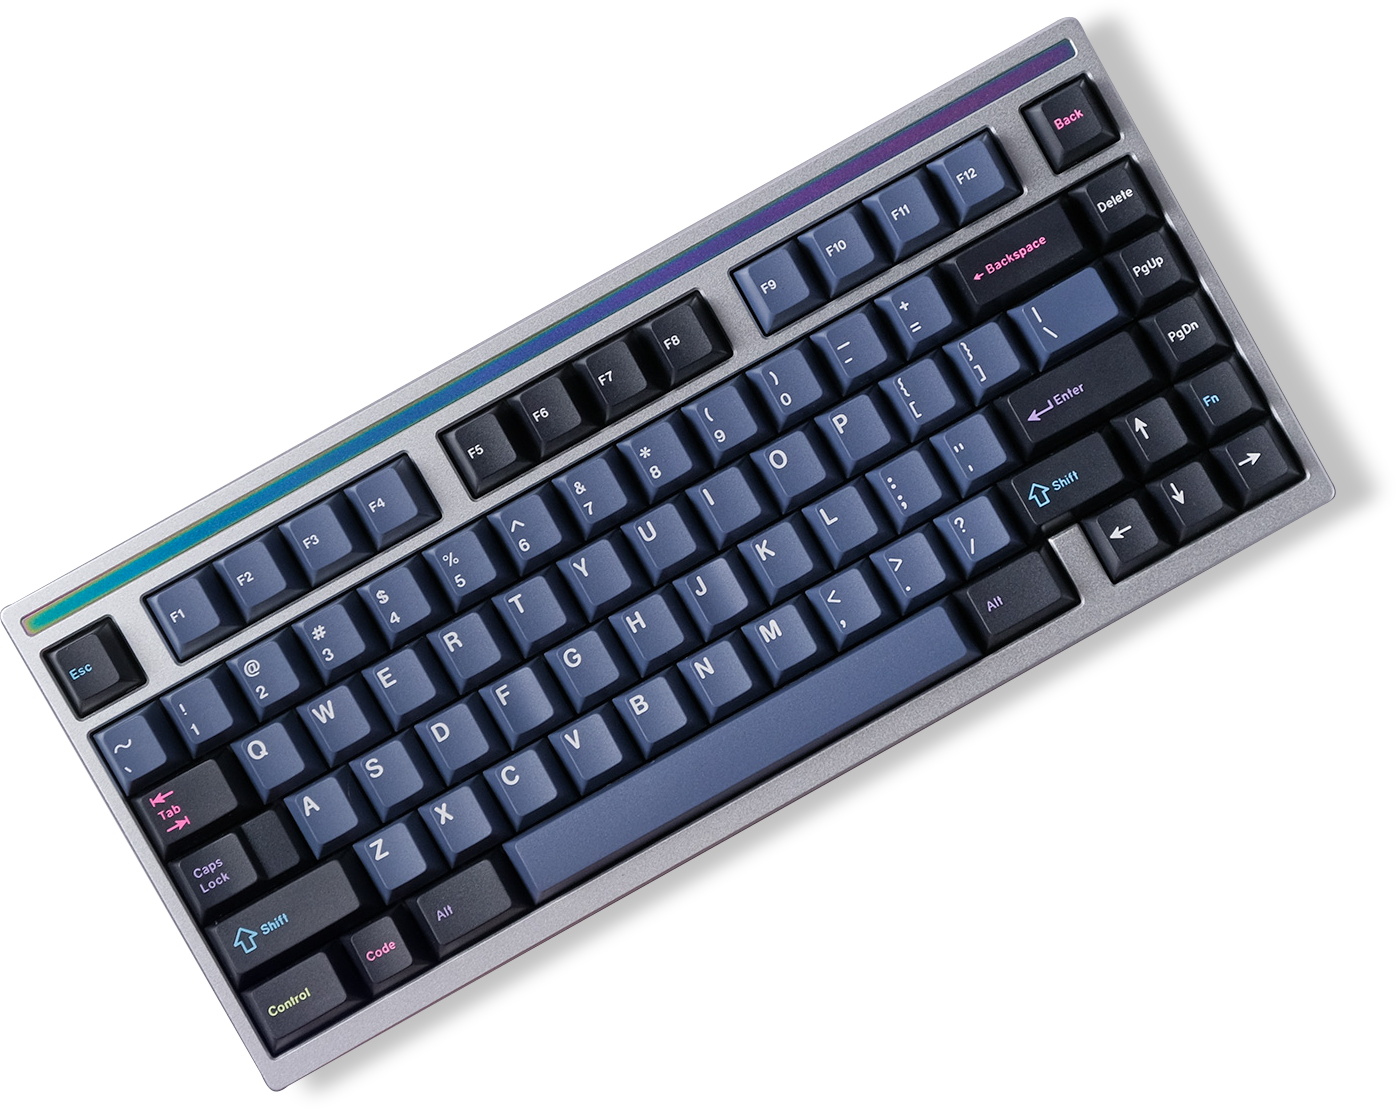 Esc F1 F2 F3 F4 F5 F6 F7 F8 F9 F10 F11 F12 Back
~ ! @ # $ % ^ & * ( ) _ +
` 1 2 3 4 5 6 7 8 9 0 - = ← Backspace Delete
Tab Q W E R T Y U I O P { } | PgUp
[ ] \
Caps A S D F G H J K L : " Enter PgDn
Lock ; '
Shift Z X C V B N M < > ? Shift ↑ Fn
, . /
Control Code Alt Alt ← ↓ →